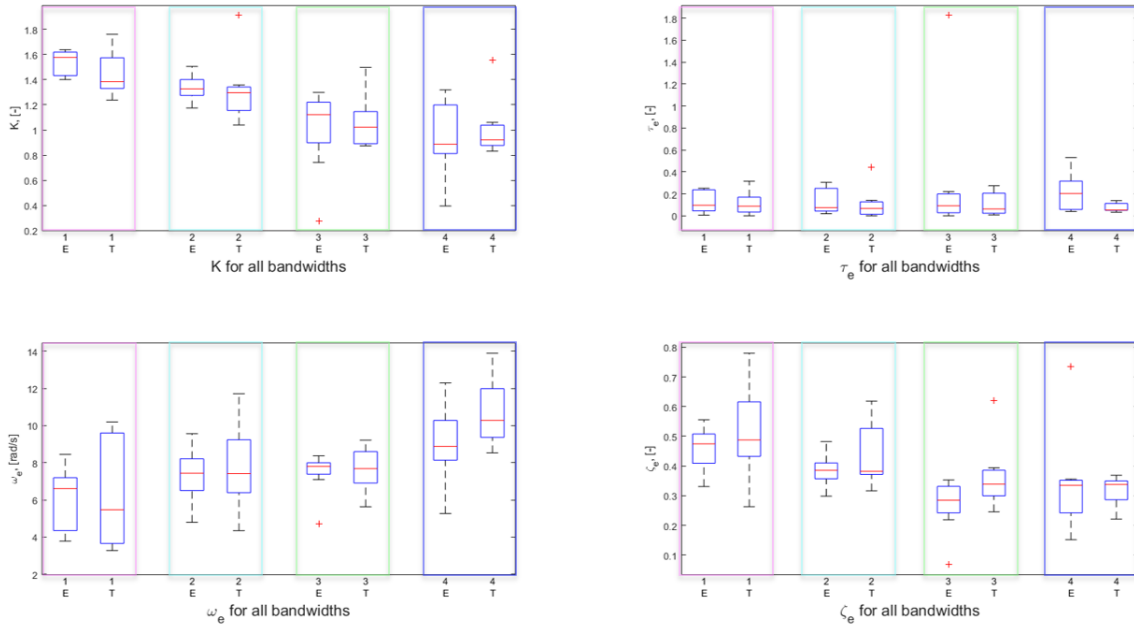 1.8
1.6
1.4
1.2
1
0.8
0.6
0.4
0.2
K, [-]
1 1 2 2 3 3 4 4
E T E T E T E T
K for all bandwidths
1.8
1.6
1.4
1.2
1
0.8
0.6
0.4
0.2
0
τe, [-]
1 1 2 2 3 3 4 4
E T E T E T E T
τe for all bandwidths
14
12
10
8
6
4
2
ωe, [rad/s]
1 1 2 2 3 3 4 4
E T E T E T E T
ωe for all bandwidths
0.8
0.7
0.6
0.5
0.4
0.3
0.2
0.1
ζe, [-]
1 1 2 2 3 3 4 4
E T E T E T E T
ζe for all bandwidths